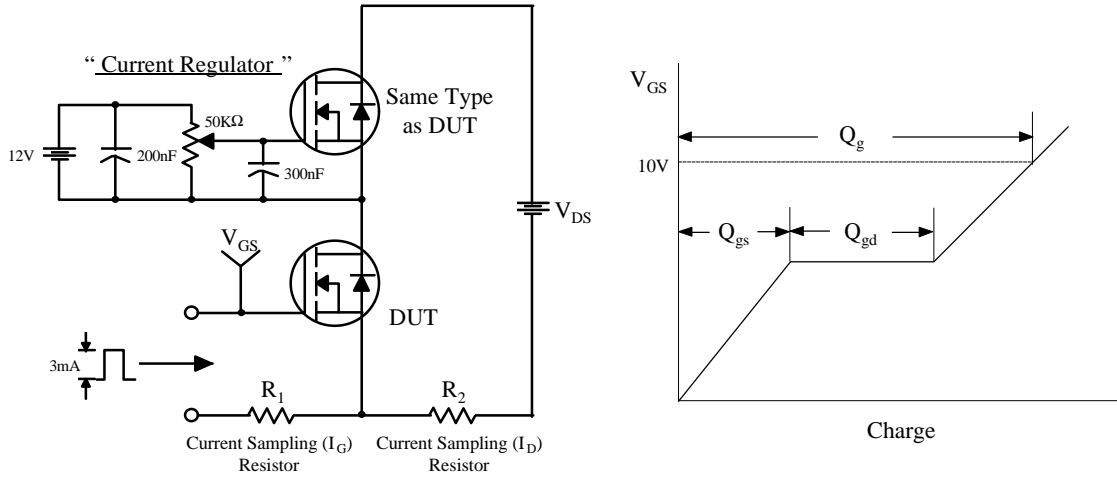 “ Current Regulator ”
Same Type
as DUT
50KΩ
12V
200nF
300nF
V_DS
V_GS
DUT
3mA
R_1
R_2
Current Sampling (I_G)
Resistor
Current Sampling (I_D)
Resistor
V_GS
Q_g
10V
Q_gs
Q_gd
Charge